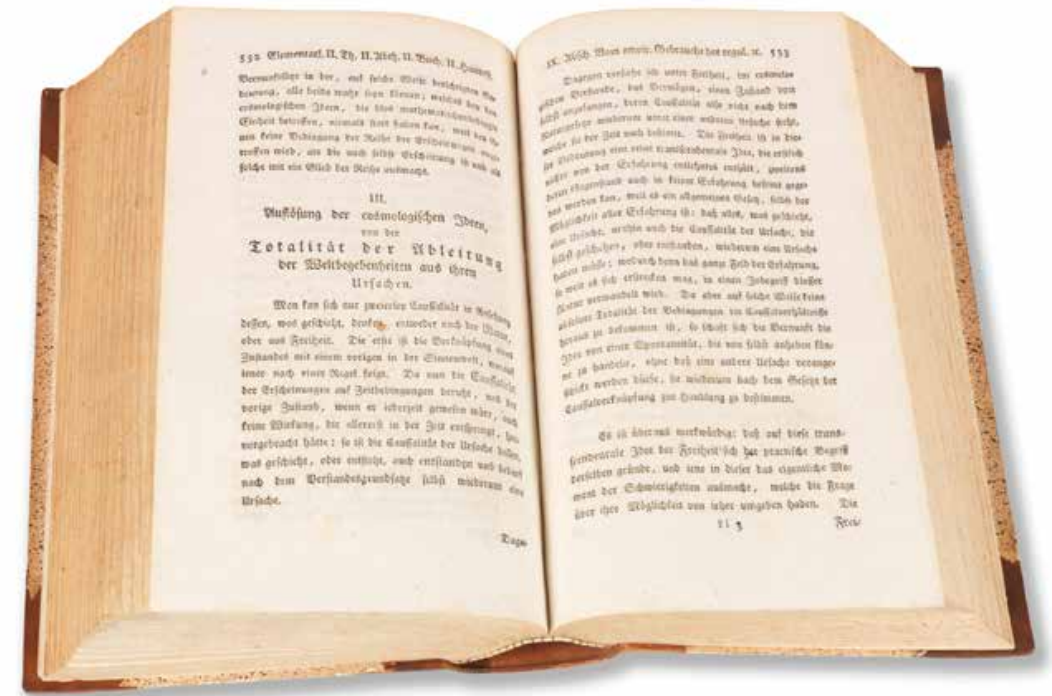 532 Elementarl. II. Th. II. Abth. II. Buch. II. Hauptst.
Vernunftsätze in der, auf solche Weise berichtigten Be-
deutung, alle beide wahr seyn können; welches bey den
cosmologischen Ideen, die blos mathematischunbedingte
Einheit betreffen, niemals statt finden kan, weil bey ih-
nen keine Bedingung der Reihe der Erscheinungen ange-
troffen wird, als die auch selbst Erscheinung ist und als
solche mit ein Glied der Reihe ausmacht.
III.
Auflösung der cosmologischen Ideen,
von der
Totalität der Ableitung
der Weltbegebenheiten aus ihren
Ursachen.
Man kan sich nur zweierley Caussalität in Ansehung
dessen, was geschieht, denken, entweder nach der Natur,
oder aus Freiheit. Die erste ist die Verknüpfung eines
Zustandes mit einem vorigen in der Sinnenwelt, worauf
iener nach einer Regel folgt. Da nun die Caussalität
der Erscheinungen auf Zeitbedingungen beruht, und der
vorige Zustand, wenn er iederzeit gewesen wäre, auch
keine Wirkung, die allererst in der Zeit entspringt, her-
vorgebracht hätte: so ist die Caussalität der Ursache dessen,
was geschieht, oder entsteht, auch entstanden und bedarf
nach dem Verstandesgrundsatze selbst wiederum eine
Ursache.
Dage-
IX. Absch. Vom empir. Gebrauche des regul. ꝛc. 533
Dagegen verstehe ich unter Freiheit, im cosmolo-
gischen Verstande, das Vermögen, einen Zustand von
selbst anzufangen, deren Caussalität also nicht nach dem
Naturgesetze wiederum unter einer anderen Ursache steht,
welche sie der Zeit nach bestimte. Die Freiheit ist in die-
ser Bedeutung eine reine transscendentale Idee, die erstlich
nichts von der Erfahrung entlehntes enthält, zweitens
deren Gegenstand auch in keiner Erfahrung bestimt gege-
ben werden kan, weil es ein allgemeines Gesetz, selbst der
Möglichkeit aller Erfahrung ist: daß alles, was geschieht,
eine Ursache, mithin auch die Caussalität der Ursache, die
selbst geschehen, oder entstanden, wiederum eine Ursache
haben müsse; wodurch denn das ganze Feld der Erfahrung,
so weit es sich erstrecken mag, in einen Inbegriff blosser
Natur verwandelt wird. Da aber auf solche Weise keine
absolute Totalität der Bedingungen im Caussalverhältnisse
heraus zu bekommen ist, so schaft sich die Vernunft die
Idee von einer Spontaneität, die von selbst anheben kön-
ne zu handeln, ohne daß eine andere Ursache vorange-
schickt werden dürfe, sie wiederum nach dem Gesetze der
Caussalverknüpfung zur Handlung zu bestimmen.
Es ist überaus merkwürdig: daß auf diese trans-
scendentale Idee der Freiheit sich der practische Begriff
derselben gründe, und iene in dieser das eigentliche Mo-
ment der Schwierigkeiten ausmache, welche die Frage
über ihre Möglichkeit von ieher umgeben haben. Die
Ll 3 Frei-